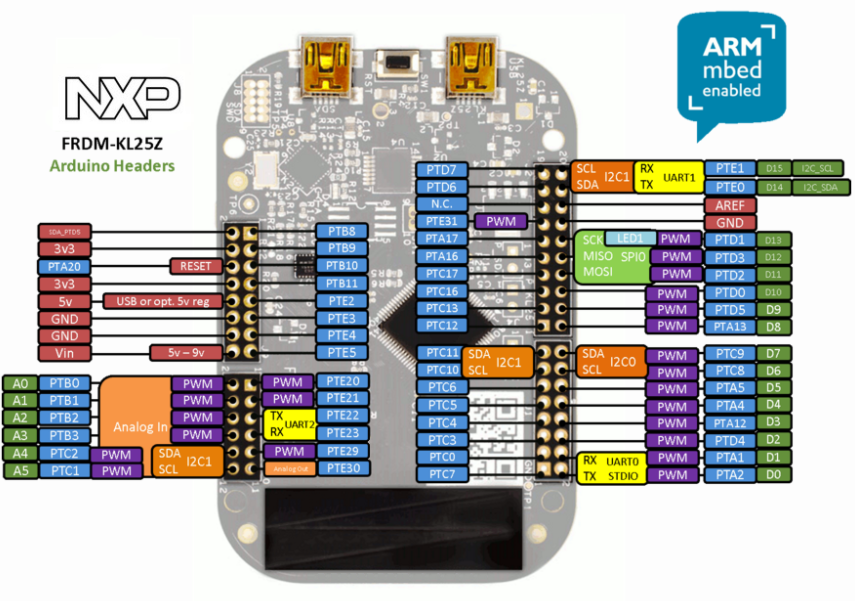 NXP
FRDM-KL25Z
Arduino Headers
ARM
mbed
enabled
RST
SW1
USB
KL25Z
J8
SWD
PTD7
SCL
SDA
I2C1
RX
TX
UART1
PTE1
D15
I2C_SCL
PTD6
PTE0
D14
I2C_SDA
N.C.
AREF
PTE31
PWM
GND
PTA17
SCK
LED1
PWM
PTD1
D13
PTA16
MISO
SPI0
PWM
PTD3
D12
PTC17
MOSI
PWM
PTD2
D11
PTC16
PWM
PTD0
D10
PTC13
PWM
PTD5
D9
PTC12
PWM
PTA13
D8
PTC11
SDA
SCL
I2C1
SDA
SCL
I2C0
PWM
PTC9
D7
PTC10
PWM
PTC8
D6
PTC6
PWM
PTA5
D5
PTC5
PWM
PTA4
D4
PTC4
PWM
PTA12
D3
PTC3
PWM
PTD4
D2
PTC0
RX
UART0
PWM
PTA1
D1
PTC7
TX
STDIO
PWM
PTA2
D0
SDA_PTD5
PTB8
3v3
PTB9
PTA20
RESET
PTB10
3v3
PTB11
5v
USB or opt. 5v reg
PTE2
GND
PTE3
GND
PTE4
Vin
5v – 9v
PTE5
A0
PTB0
Analog In
PWM
PWM
PTE20
A1
PTB1
PWM
PWM
PTE21
A2
PTB2
PWM
TX
RX
UART2
PTE22
A3
PTB3
PWM
PTE23
A4
PTC2
PWM
SDA
SCL
I2C1
PWM
PTE29
A5
PTC1
PWM
Analog Out
PTE30